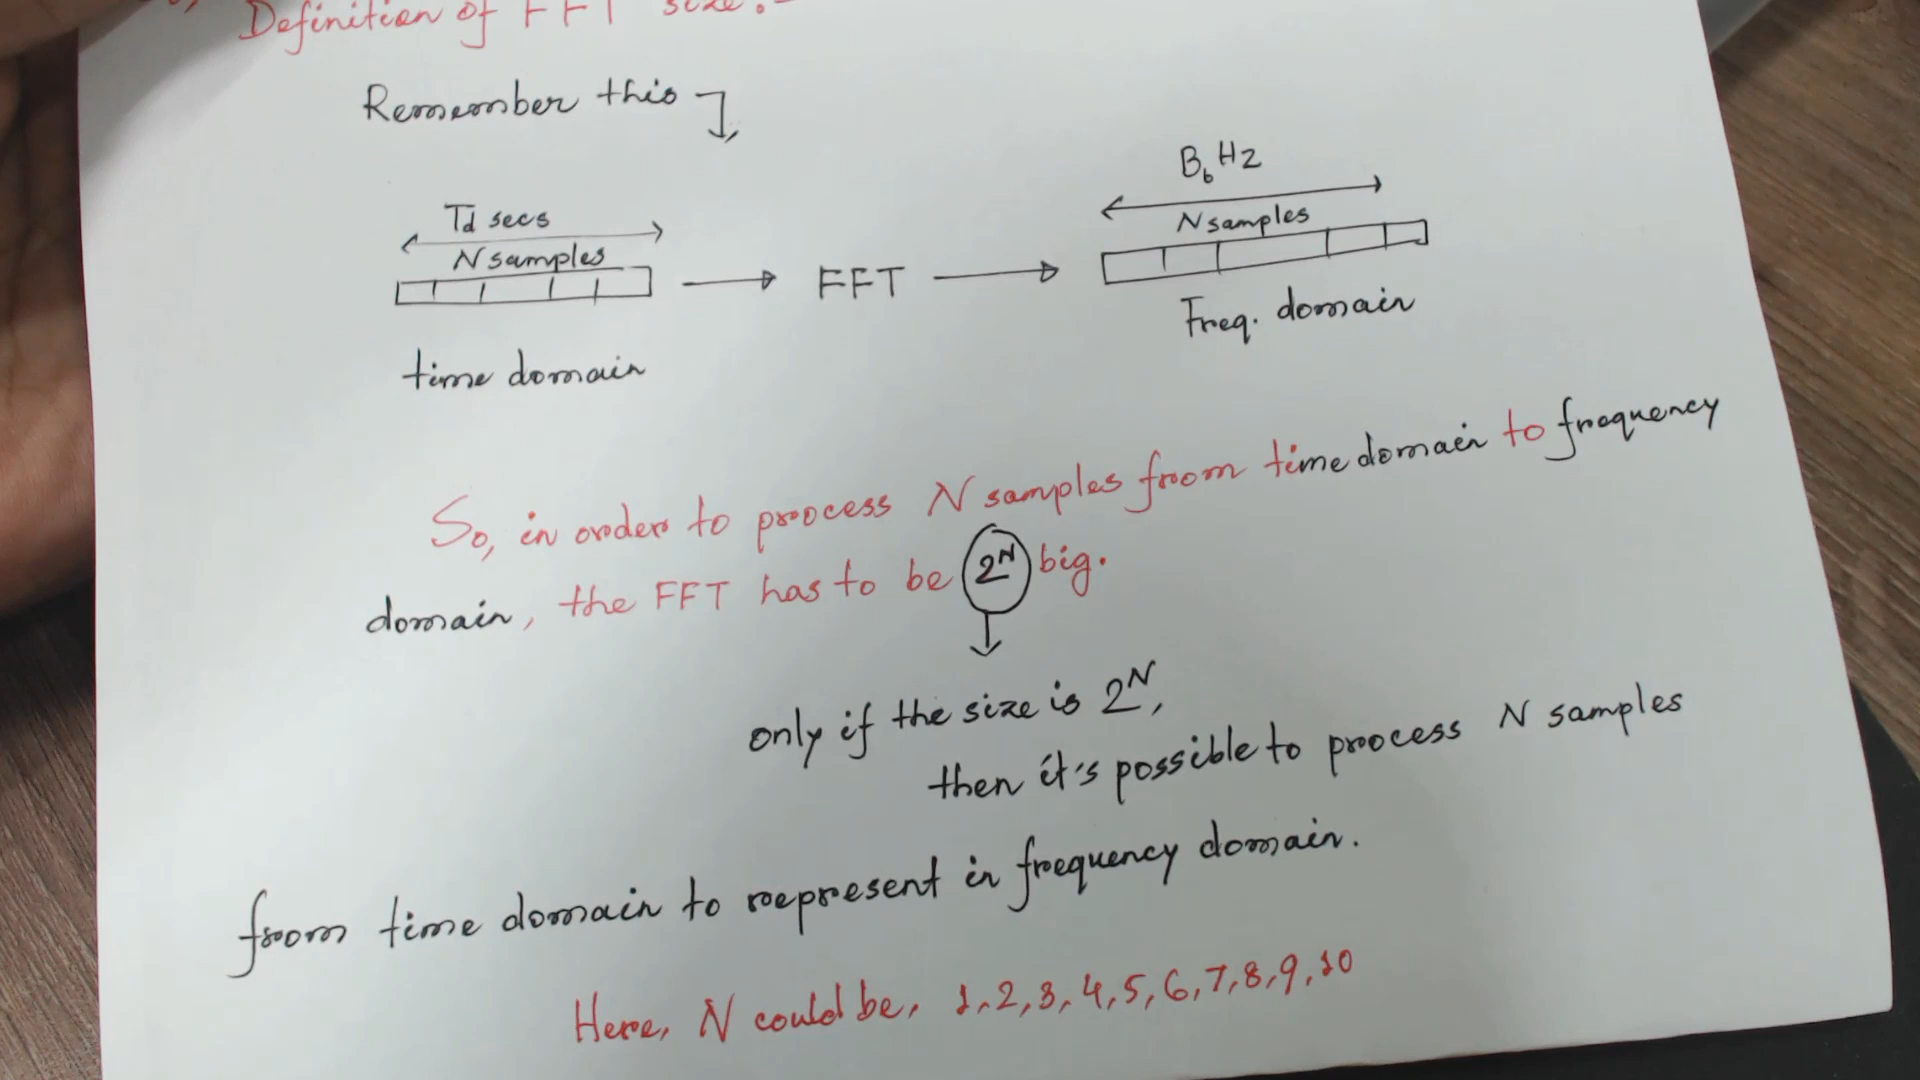 Definition of FFT size:-
Remember this
Td secs
N samples
time domain
FFT
Bb Hz
N samples
Freq. domain
So, in order to process N samples from time domain to frequency
domain, the FFT has to be 2^N big.
only if the size is 2^N,
then it's possible to process N samples
from time domain to represent in frequency domain.
Here, N could be, 1,2,3,4,5,6,7,8,9,10